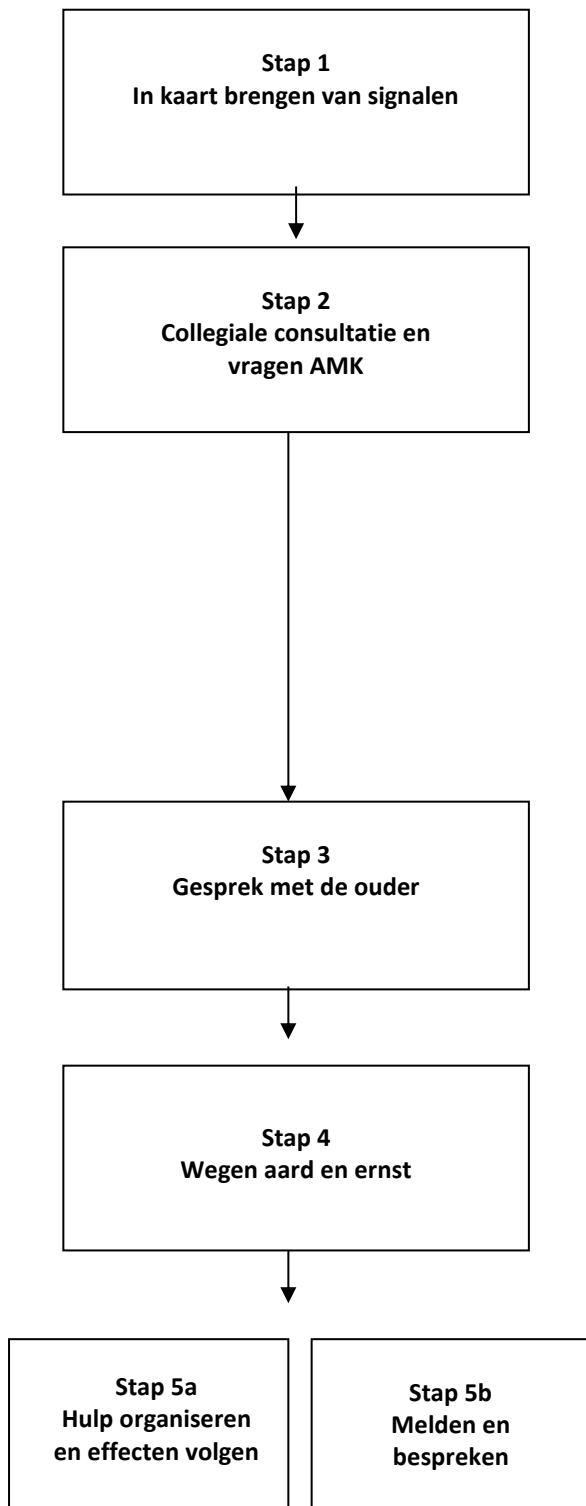 Stap 1
In kaart brengen van signalen
Stap 2
Collegiale consultatie en
vragen AMK
Stap 3
Gesprek met de ouder
Stap 4
Wegen aard en ernst
Stap 5a
Hulp organiseren
en effecten volgen
Stap 5b
Melden en
bespreken